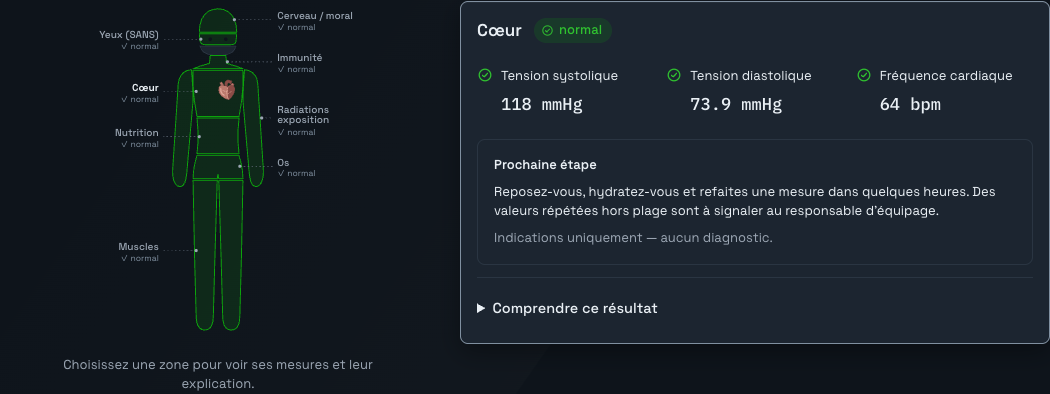 Cerveau / moral
✓ normal
Yeux (SANS)
✓ normal
Immunité
✓ normal
Cœur
✓ normal
Radiations
exposition
✓ normal
Nutrition
✓ normal
Os
✓ normal
Muscles
✓ normal
Choisissez une zone pour voir ses mesures et leur
explication.
Cœur normal
Tension systolique
118 mmHg
Tension diastolique
73.9 mmHg
Fréquence cardiaque
64 bpm
Prochaine étape
Reposez-vous, hydratez-vous et refaites une mesure dans quelques heures. Des
valeurs répétées hors plage sont à signaler au responsable d'équipage.
Indications uniquement — aucun diagnostic.
Comprendre ce résultat